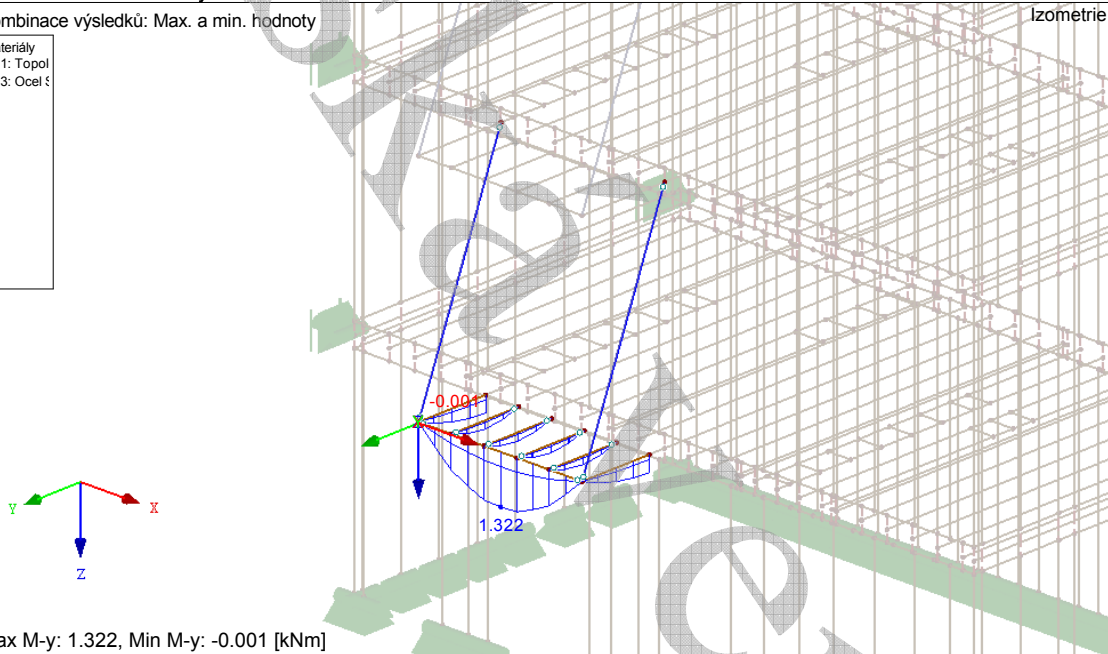 ombinace výsledků: Max. a min. hodnoty
Izometrie
teriály
1: Topol
3: Ocel S
-0.001
1.322
Y
X
Z
ax M-y: 1.322, Min M-y: -0.001 [kNm]